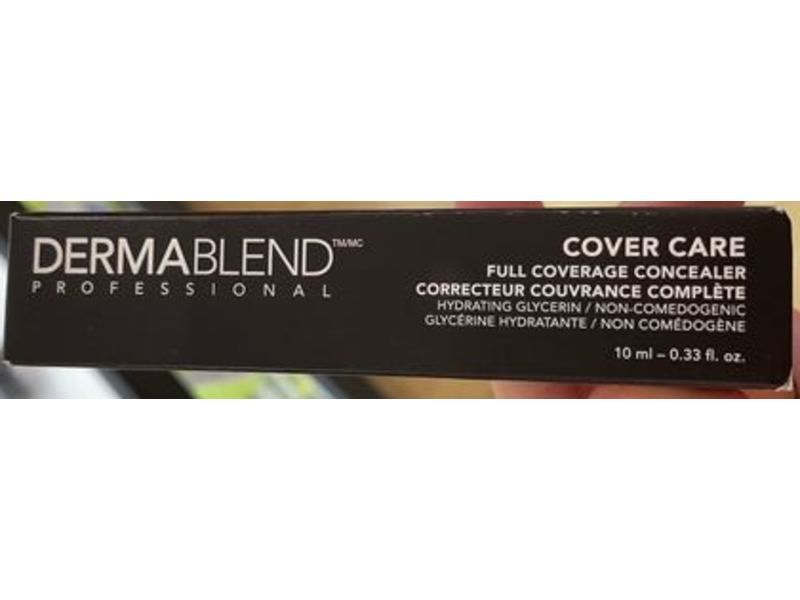 DERMABLEND™/MC
PROFESSIONAL
COVER CARE
FULL COVERAGE CONCEALER
CORRECTEUR COUVRANCE COMPLÈTE
HYDRATING GLYCERIN / NON-COMEDOGENIC
GLYCÉRINE HYDRATANTE / NON COMÉDOGÈNE
10 ml – 0.33 fl. oz.